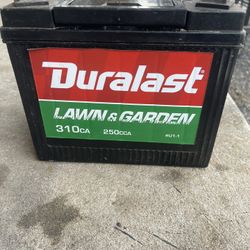 Duralast
LAWN & GARDEN
310CA 250CCA #U1-1